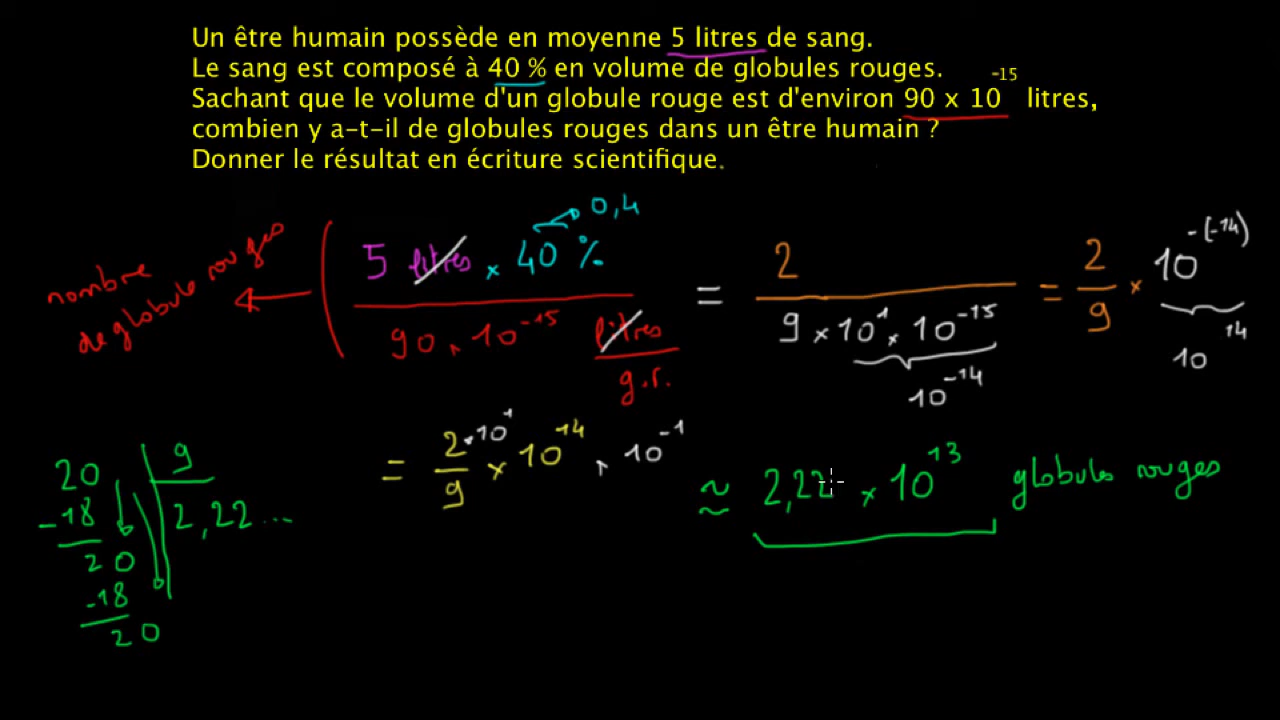 Un être humain possède en moyenne 5 litres de sang.
Le sang est composé à 40 % en volume de globules rouges.
Sachant que le volume d'un globule rouge est d'environ 90 x 10⁻¹⁵ litres,
combien y a-t-il de globules rouges dans un être humain ?
Donner le résultat en écriture scientifique.
0,4
nombre de globule rouges
5 litres × 40 %
90 × 10⁻¹⁵ litres
g.r.
= 2
9 × 10¹ × 10⁻¹⁵
10⁻¹⁴
= 2/9 × 10⁻⁽⁻¹⁴⁾
10¹⁴
= 2×10¹/9 × 10¹⁴ × 10⁻¹
≈ 2,22 × 10¹³ globules rouges
20 9
-18 2,22...
20
-18
20